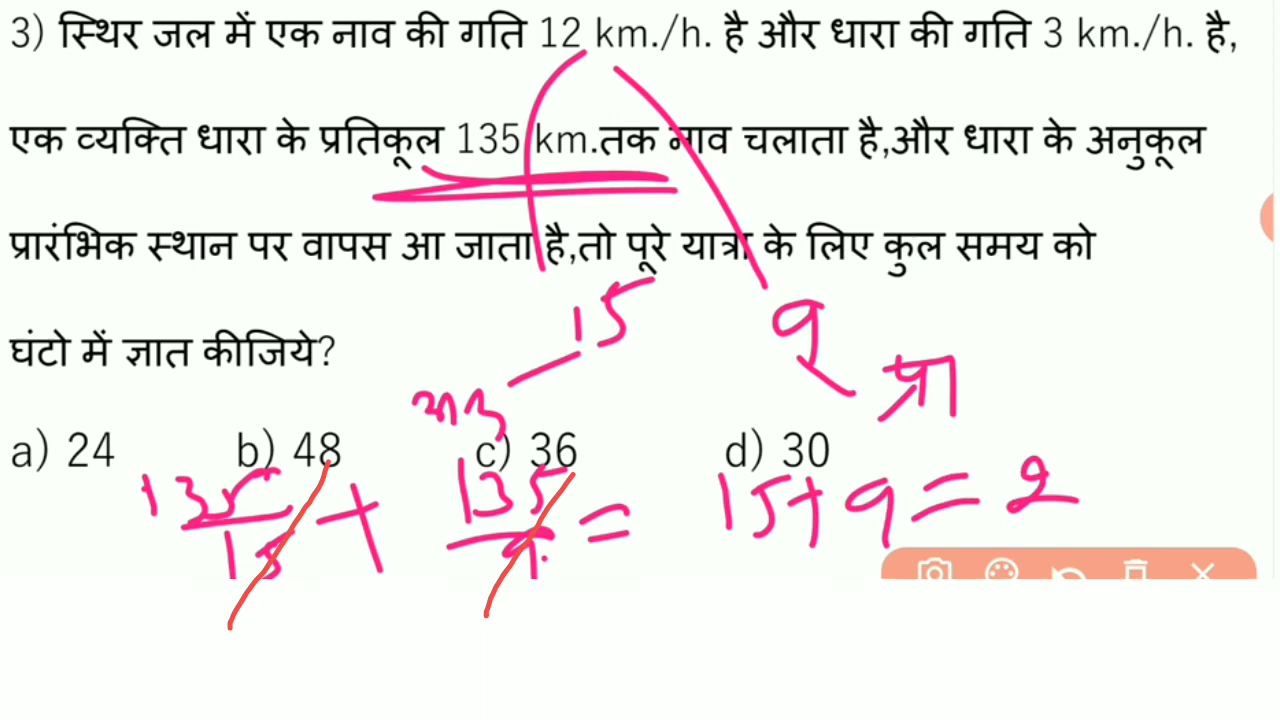 3) स्थिर जल में एक नाव की गति 12 km./h. है और धारा की गति 3 km./h. है,
एक व्यक्ति धारा के प्रतिकूल 135 km.तक नाव चलाता है,और धारा के अनुकूल
प्रारंभिक स्थान पर वापस आ जाता है,तो पूरे यात्रा के लिए कुल समय को
घंटो में ज्ञात कीजिये?
15 9
प्रा
a) 24 b) 48 c) 36 d) 30
135/15 + 135/9 = 15+9=2